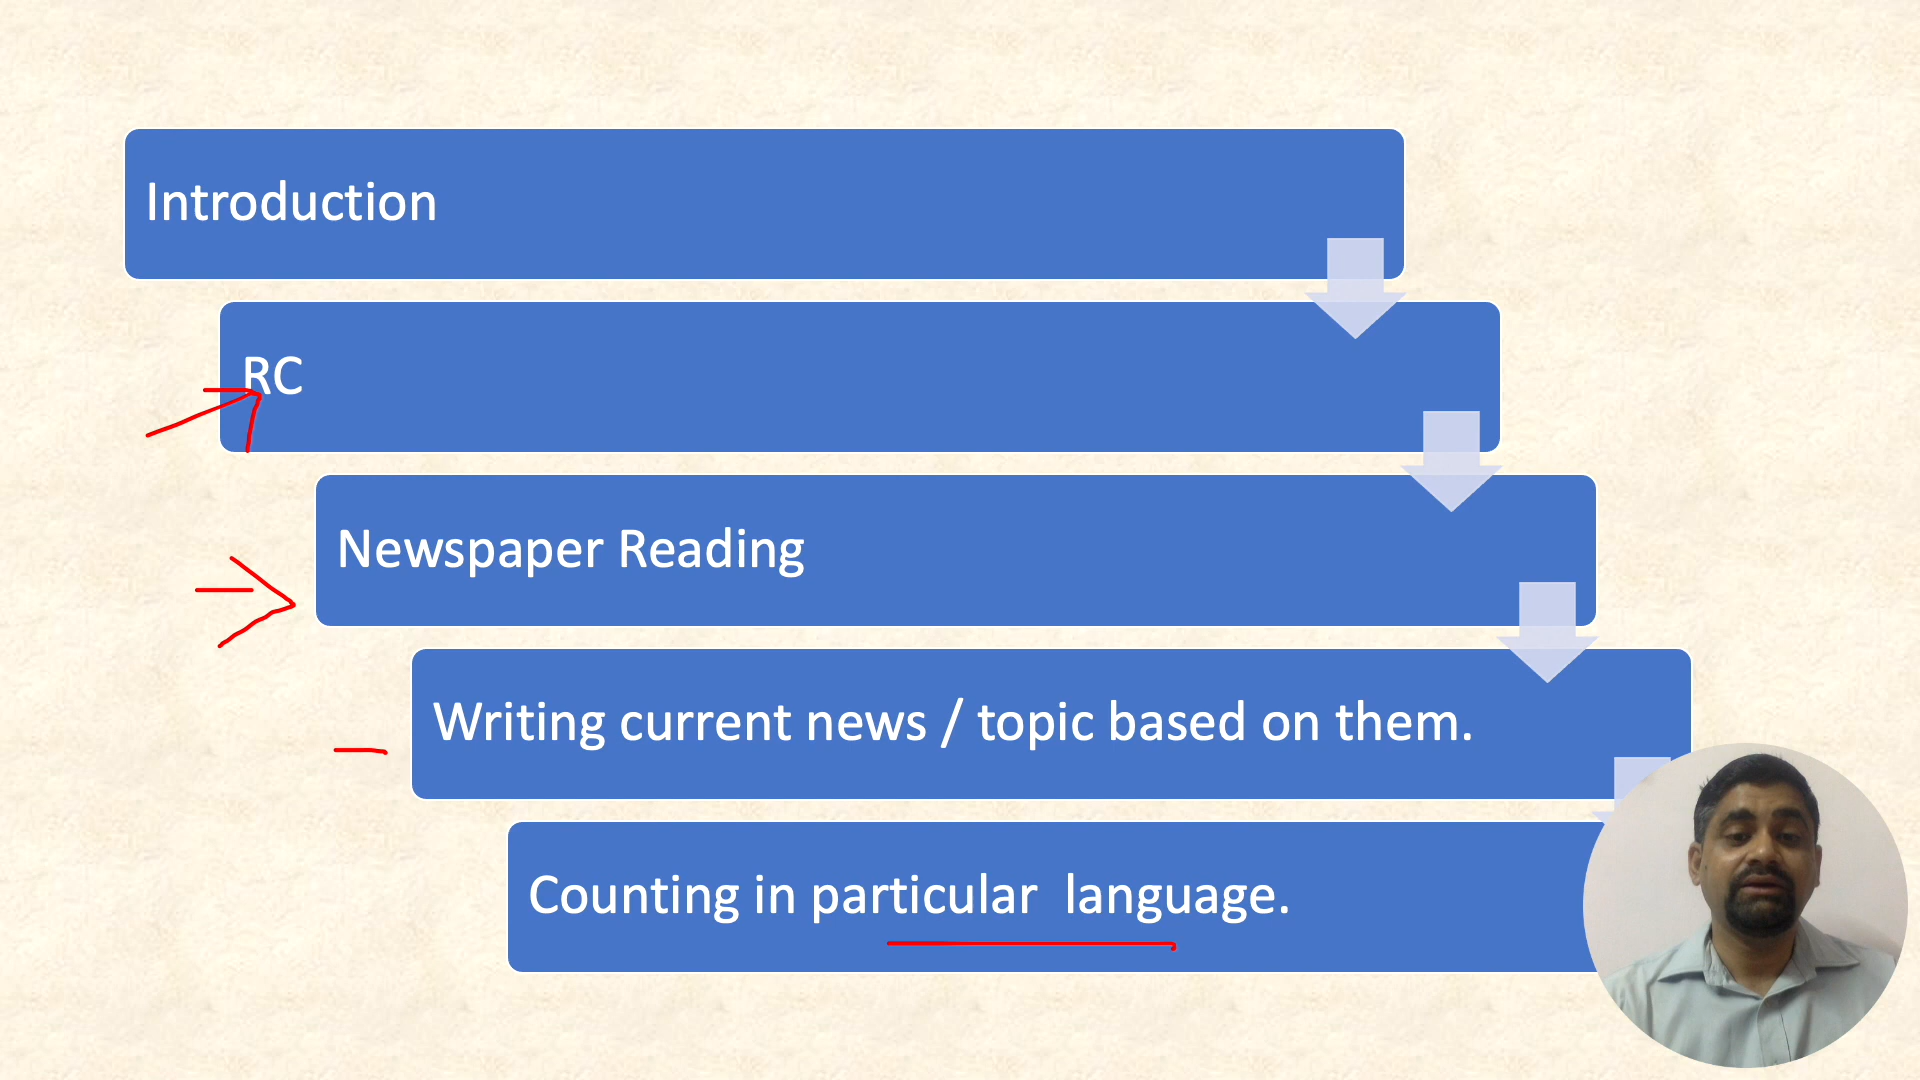 Introduction
RC
Newspaper Reading
Writing current news / topic based on them.
Counting in particular  language.